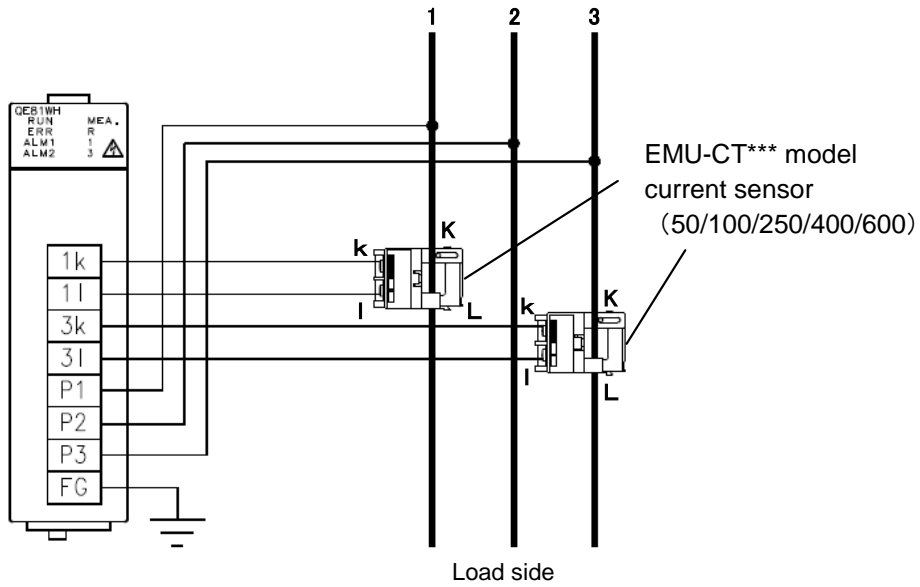 1 2 3
QE81WH
RUN MEA.
ERR R
ALM1 1
ALM2 3
EMU-CT*** model
current sensor
（50/100/250/400/600）
K
k
l
L
K
k
l
L
1k
1l
3k
3l
P1
P2
P3
FG
Load side